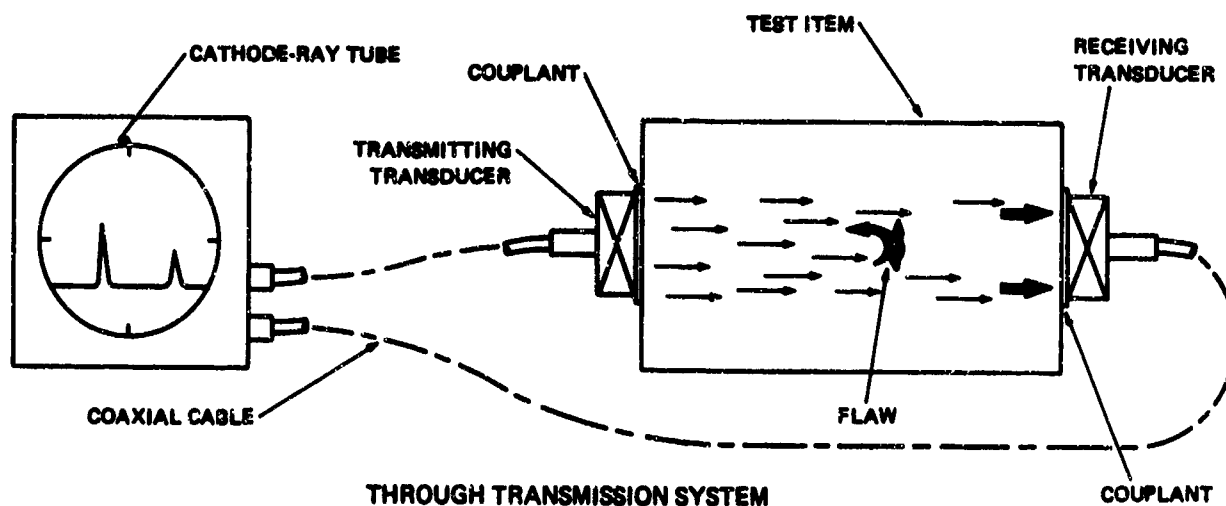 CATHODE-RAY TUBE
COUPLANT
TEST ITEM
RECEIVING
TRANSDUCER
TRANSMITTING
TRANSDUCER
COAXIAL CABLE
FLAW
COUPLANT
THROUGH TRANSMISSION SYSTEM